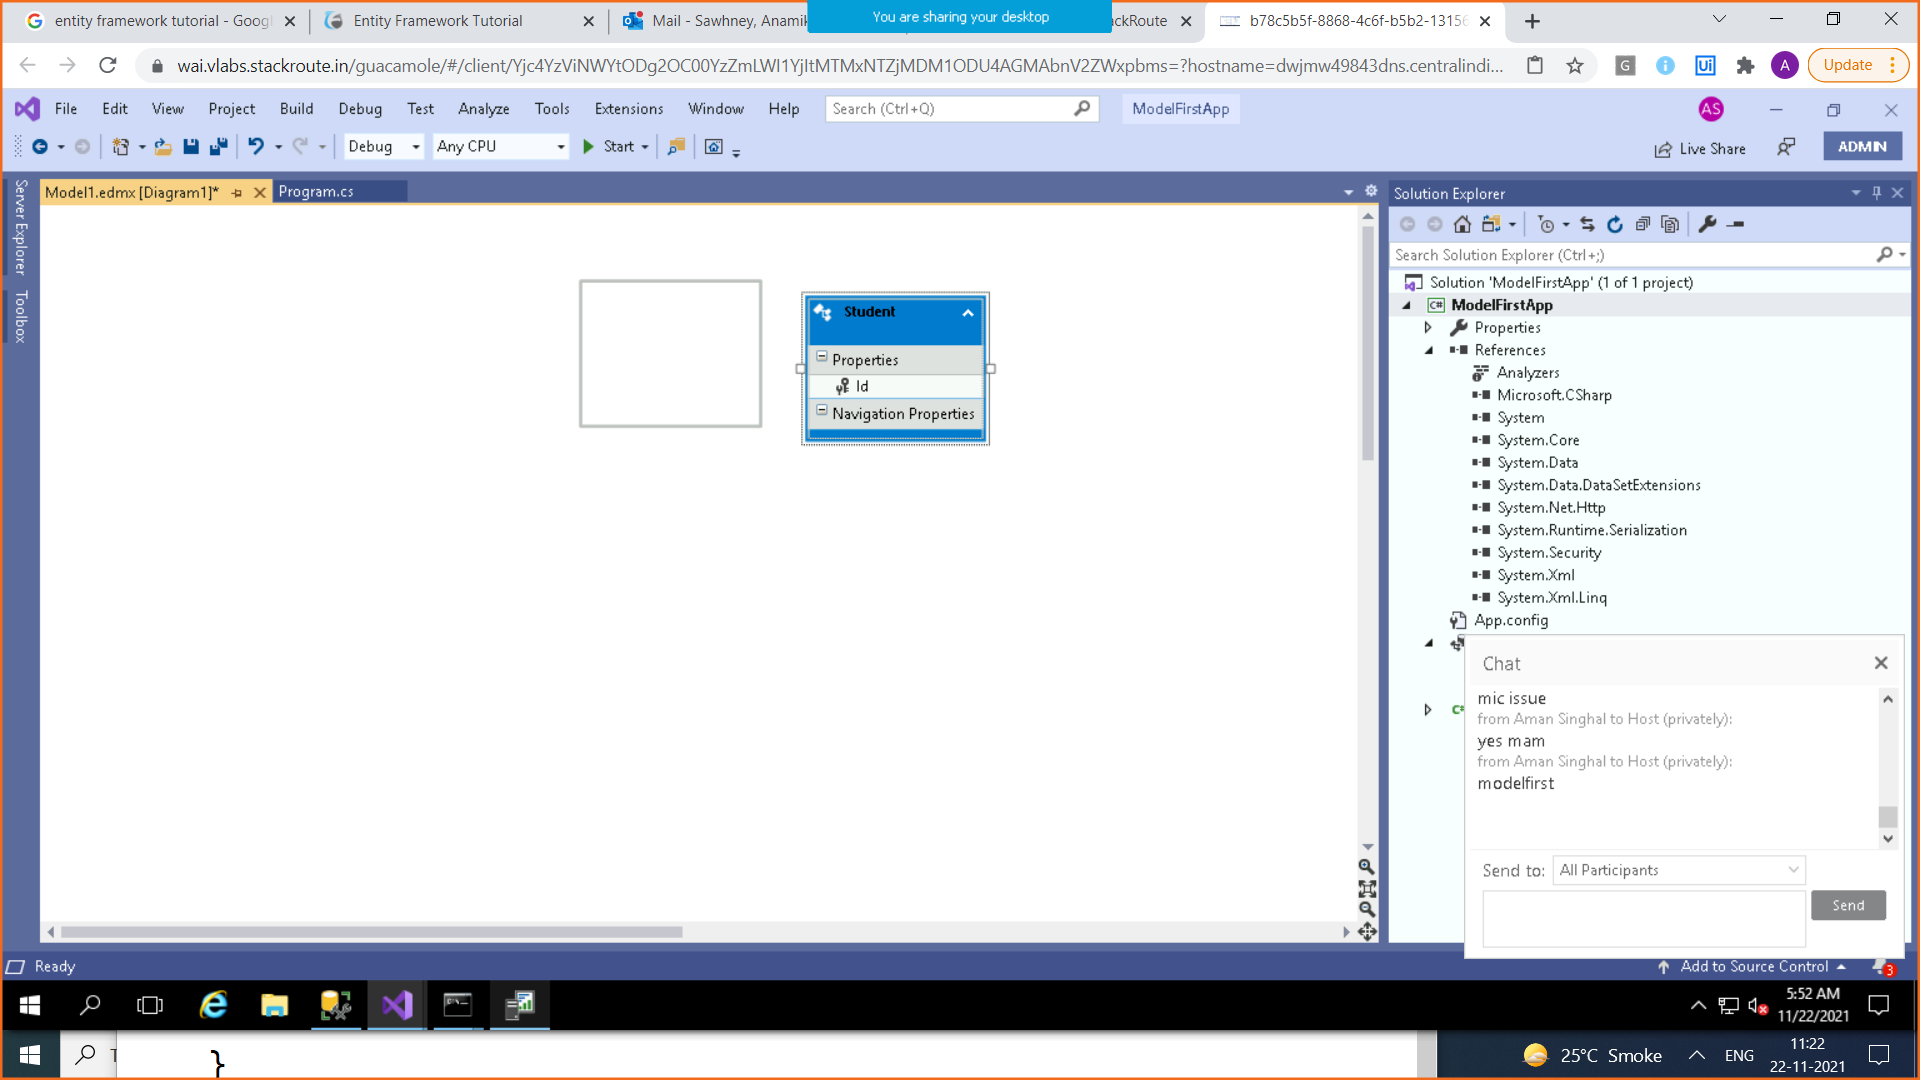 entity framework tutorial - Goog
Entity Framework Tutorial
Mail - Sawhney, Anamik
You are sharing your desktop
ckRoute
b78c5b5f-8868-4c6f-b5b2-13156
wai.vlabs.stackroute.in/guacamole/#/client/Yjc4YzViNWYtODg2OC00YzZmLWI1YjItMTMxNTZjMDM1ODU4AGMAbnV2ZWxpbms=?hostname=dwjmw49843dns.centralindi...
G
Ui
A
Update
File Edit View Project Build Debug Test Analyze Tools Extensions Window Help
Search (Ctrl+Q)
ModelFirstApp
AS
Debug
Any CPU
Start
Live Share
ADMIN
Server Explorer
Toolbox
Model1.edmx [Diagram1]*
Program.cs
Student
Properties
Id
Navigation Properties
Solution Explorer
Search Solution Explorer (Ctrl+;)
Solution 'ModelFirstApp' (1 of 1 project)
C# ModelFirstApp
Properties
References
Analyzers
Microsoft.CSharp
System
System.Core
System.Data
System.Data.DataSetExtensions
System.Net.Http
System.Runtime.Serialization
System.Security
System.Xml
System.Xml.Linq
App.config
Chat
mic issue
from Aman Singhal to Host (privately):
yes mam
from Aman Singhal to Host (privately):
modelfirst
Send to:
All Participants
Send
Ready
Add to Source Control
3
5:52 AM
11/22/2021
}
25°C Smoke
ENG
11:22
22-11-2021